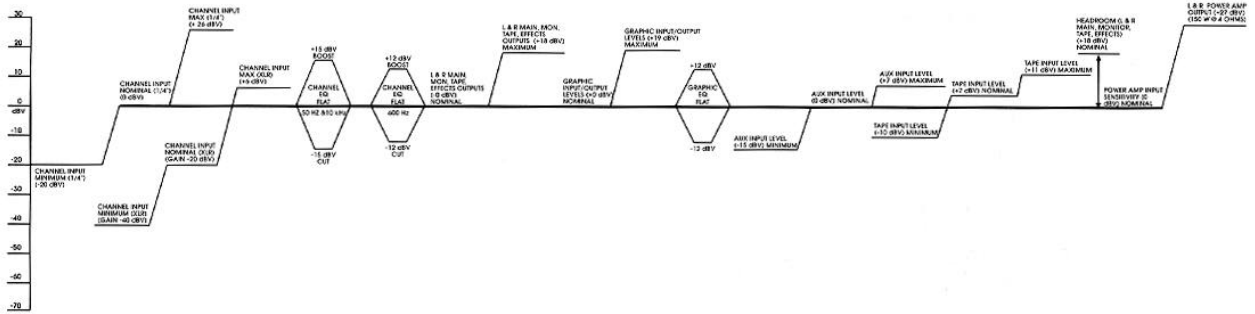 30
20
10
0
dBV
-10
-20
-30
-40
-50
-60
-70
CHANNEL INPUT
MINIMUM (1/4")
(-20 dBV)
CHANNEL INPUT
NOMINAL (1/4")
(0 dBV)
CHANNEL INPUT
MAX (1/4")
(+ 26 dBV)
CHANNEL INPUT
MINIMUM (XLR)
(GAIN -40 dBV)
CHANNEL INPUT
NOMINAL (XLR)
(GAIN -20 dBV)
CHANNEL INPUT
MAX (XLR)
(+6 dBV)
+15 dBV
BOOST
CHANNEL
EQ
FLAT
50 HZ &10 kHz
-15 dBV
CUT
+12 dBV
BOOST
CHANNEL
EQ
FLAT
600 Hz
-12 dBV
CUT
L & R MAIN,
MON, TAPE,
EFFECTS OUTPUTS
(0 dBV)
NOMINAL
L & R MAIN, MON,
TAPE, EFFECTS
OUTPUTS (+18 dBV)
MAXIMUM
GRAPHIC
INPUT/OUTPUT
LEVELS (+0 dBV)
NOMINAL
GRAPHIC INPUT/OUTPUT
LEVELS (+19 dBV)
MAXIMUM
+12 dBV
GRAPHIC
EQ
FLAT
-12 dBV
AUX INPUT LEVEL
(-15 dBV) MINIMUM
AUX INPUT LEVEL
(0 dBV) NOMINAL
AUX INPUT LEVEL
(+7 dBV) MAXIMUM
TAPE INPUT LEVEL
(-10 dBV) MINIMUM
TAPE INPUT LEVEL
(+2 dBV) NOMINAL
TAPE INPUT LEVEL
(+11 dBV) MAXIMUM
HEADROOM (L & R
MAIN, MONITOR,
TAPE, EFFECTS)
(+18 dBV)
NOMINAL
POWER AMP INPUT
SENSITIVITY (0
dBV) NOMINAL
L & R POWER AMP
OUTPUT (+27 dBV)
(150 W @ 4 OHMS)